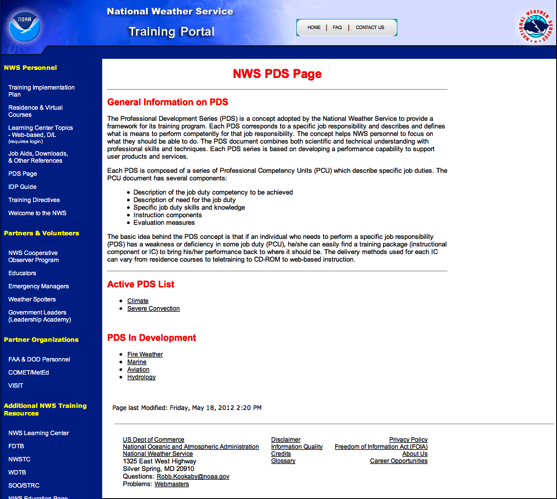 NOAA
National Weather Service
Training Portal
HOME | FAQ | CONTACT US
NATIONAL WEATHER SERVICE
NWS Personnel
Training Implementation
Plan
Residence & Virtual
Courses
Learning Center Topics
- Web-based, D/L
(requires login)
Job Aids, Downloads,
& Other References
PDS Page
IDP Guide
Training Directives
Welcome to the NWS
Partners & Volunteers
NWS Cooperative
Observer Program
Educators
Emergency Managers
Weather Spotters
Government Leaders
(Leadership Academy)
Partner Organizations
FAA & DOD Personnel
COMET/MetEd
VISIT
Additional NWS Training
Resources
NWS Learning Center
FDTB
NWSTC
WDTB
SOO/STRC
NWS Education Page
NWS PDS Page
General Information on PDS
The Professional Development Series (PDS) is a concept adopted by the National Weather Service to provide a
framework for its training program. Each PDS corresponds to a specific job responsibility and describes and defines
what is means to perform competently for that job responsibility. The concept helps NWS personnel to focus on
what they should be able to do. The PDS document combines both scientific and technical understanding with
professional skills and techniques. Each PDS series is based on developing a performance capability to support
user products and services.
Each PDS is composed of a series of Professional Competency Units (PCU) which describe specific job duties. The
PCU document has several components:
• Description of the job duty competency to be achieved
• Description of need for the job duty
• Specific job duty skills and knowledge
• Instruction components
• Evaluation measures
The basic idea behind the PDS concept is that if an individual who needs to perform a specific job responsibility
(PDS) has a weakness or deficiency in some job duty (PCU), he/she can easily find a training package (instructional
component or IC) to bring his/her performance back to where it should be. The delivery methods used for each IC
can vary from residence courses to teletraining to CD-ROM to web-based instruction.
Active PDS List
• Climate
• Severe Convection
PDS In Development
• Fire Weather
• Marine
• Aviation
• Hydrology
Page last Modified: Friday, May 18, 2012 2:20 PM
US Dept of Commerce
National Oceanic and Atmospheric Administration
National Weather Service
1325 East West Highway
Silver Spring, MD 20910
Questions: Robb.Kookaby@noaa.gov
Problems: Webmasters
Disclaimer
Information Quality
Credits
Glossary
Privacy Policy
Freedom of Information Act (FOIA)
About Us
Career Opportunities